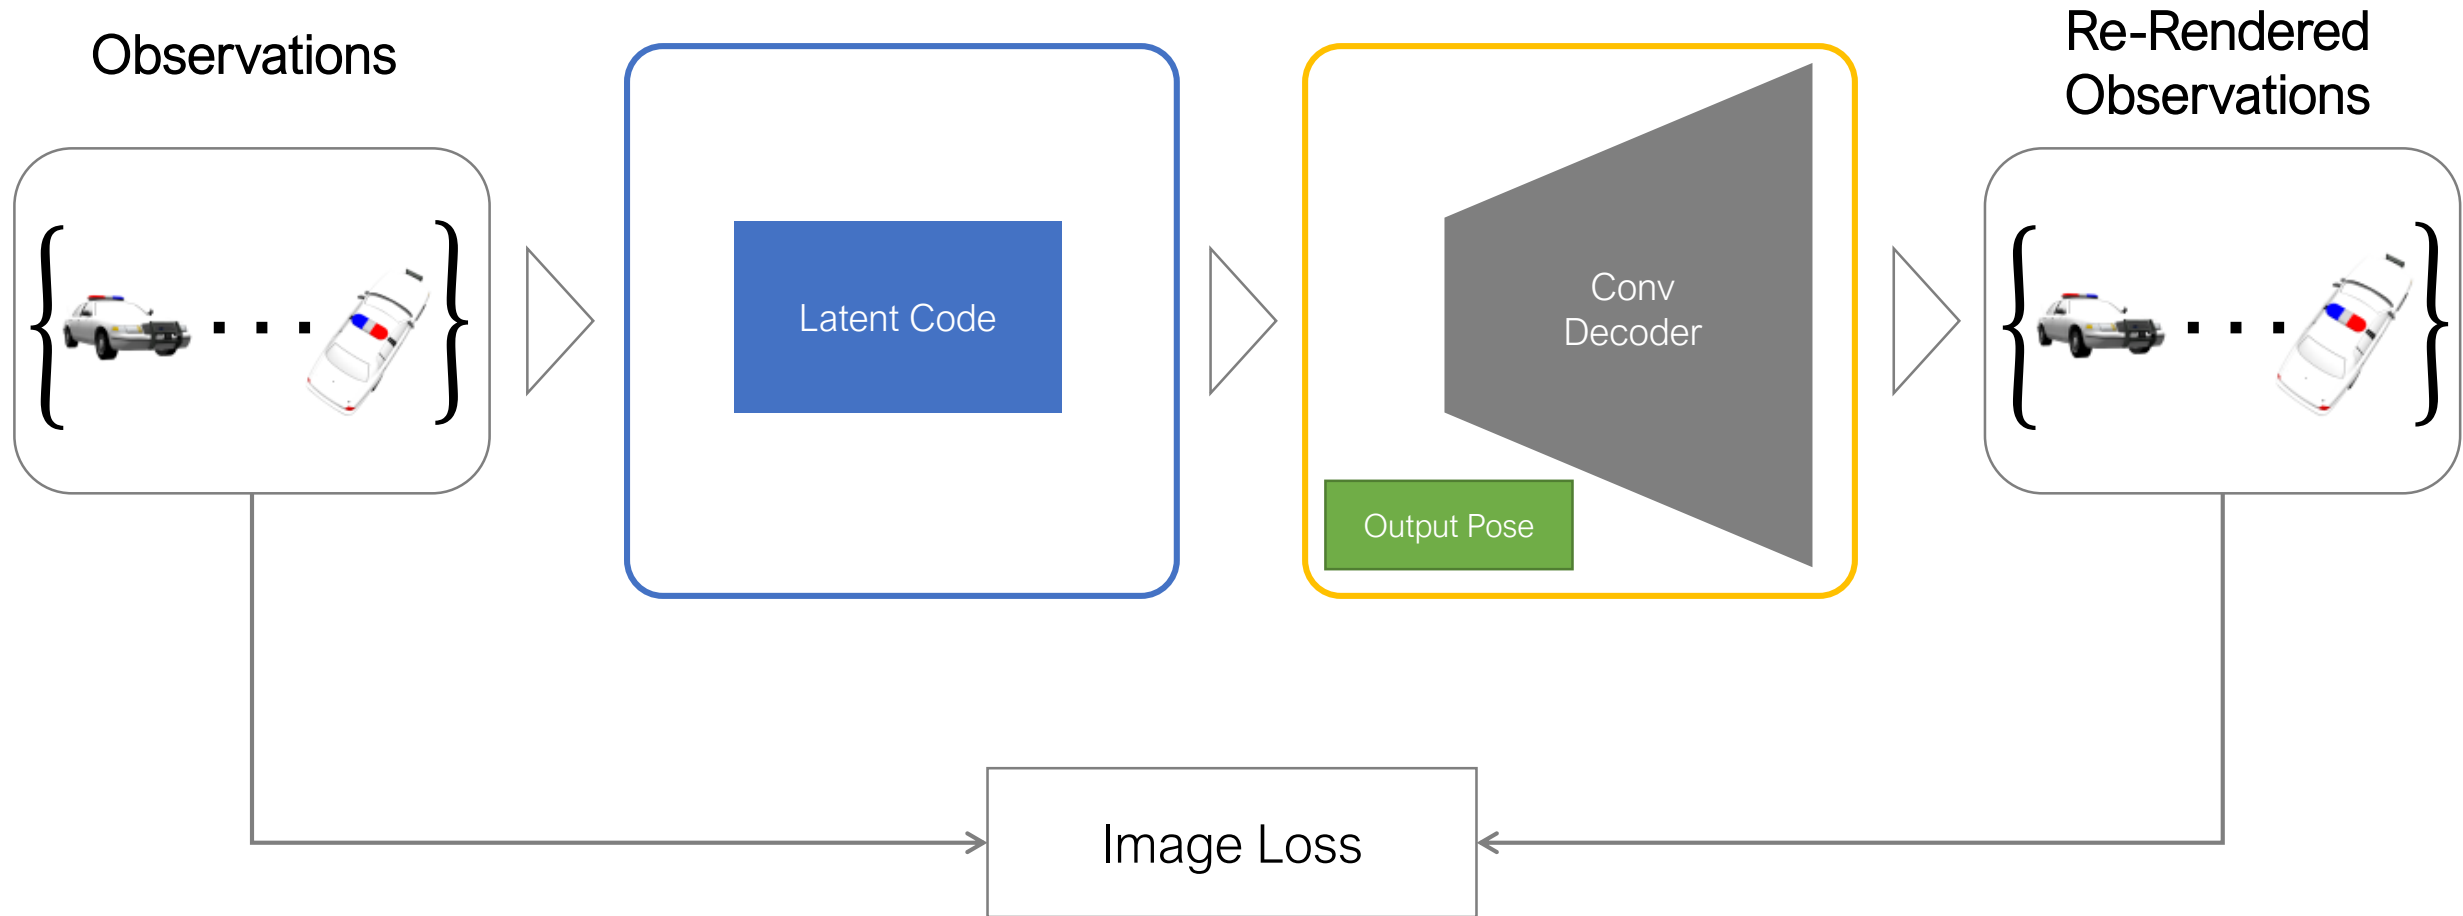 Observations
Re-Rendered
Observations
Latent Code
Conv
Decoder
Output Pose
Image Loss